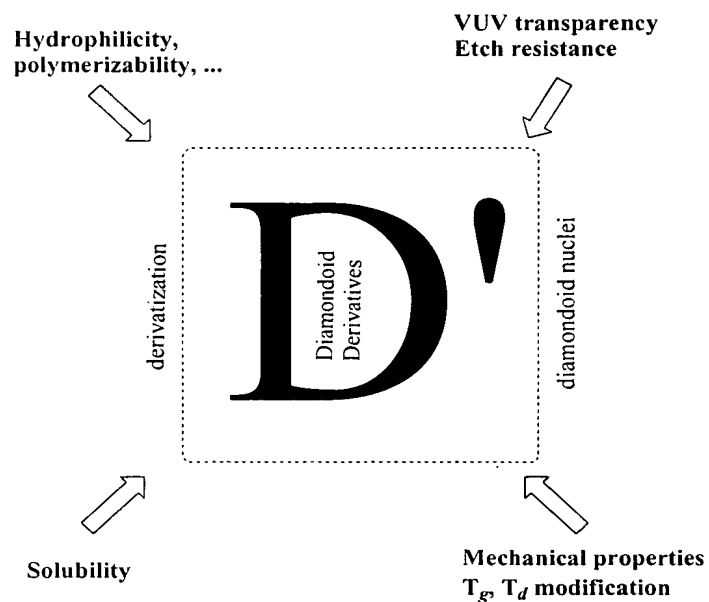 Hydrophilicity,
polymerizability, ...
VUV transparency
Etch resistance
derivatization
D'
Diamondoid
Derivatives
diamondoid nuclei
Solubility
Mechanical properties
Tg, Td modification